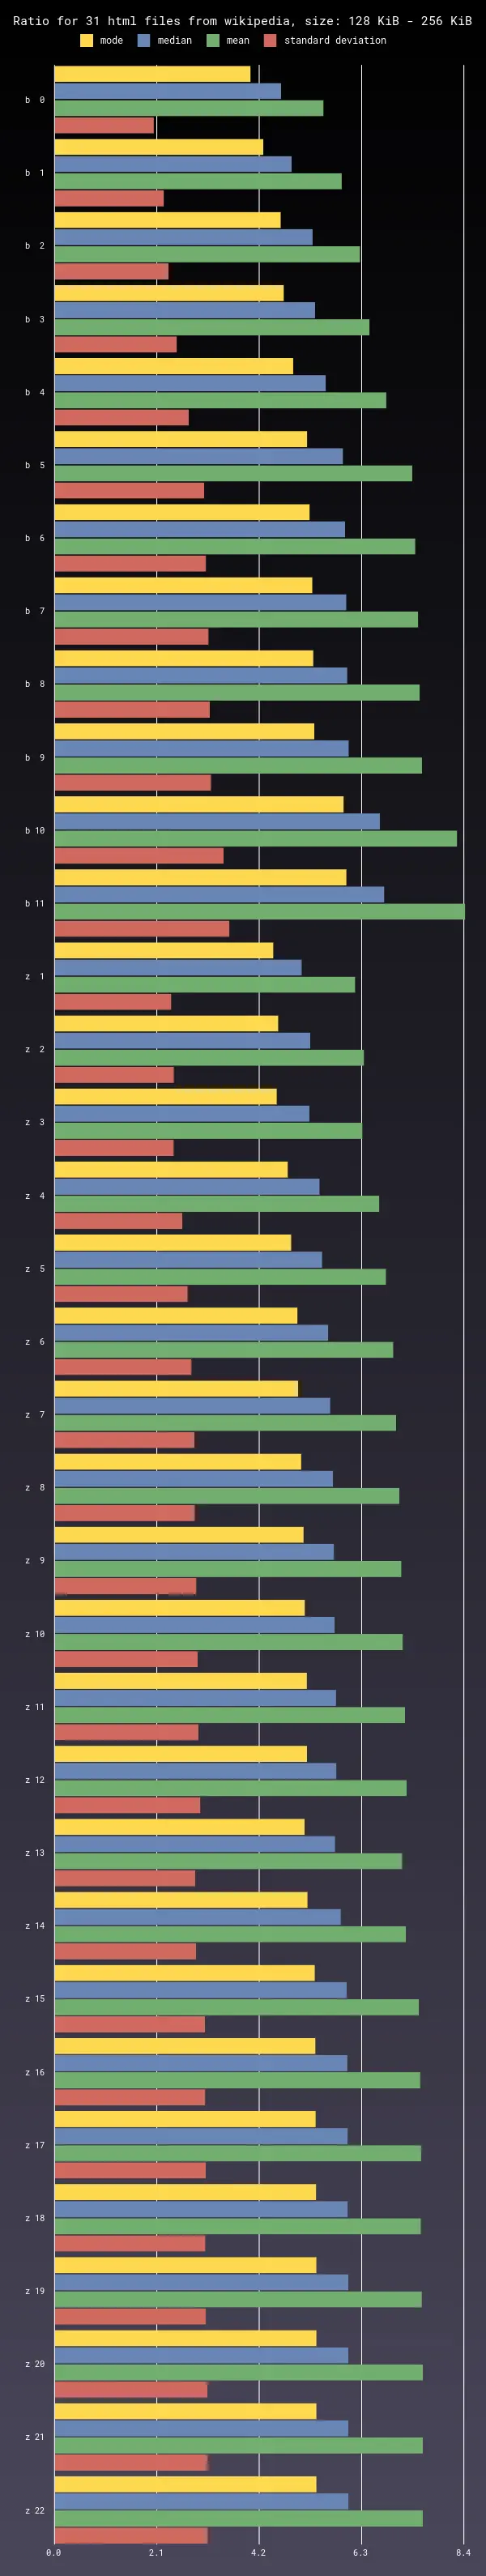 Ratio for 31 html files from wikipedia, size: 128 KiB - 256 KiB
mode median mean standard deviation
b 0
b 1
b 2
b 3
b 4
b 5
b 6
b 7
b 8
b 9
b 10
b 11
z 1
z 2
z 3
z 4
z 5
z 6
z 7
z 8
z 9
z 10
z 11
z 12
z 13
z 14
z 15
z 16
z 17
z 18
z 19
z 20
z 21
z 22
0.0 2.1 4.2 6.3 8.4